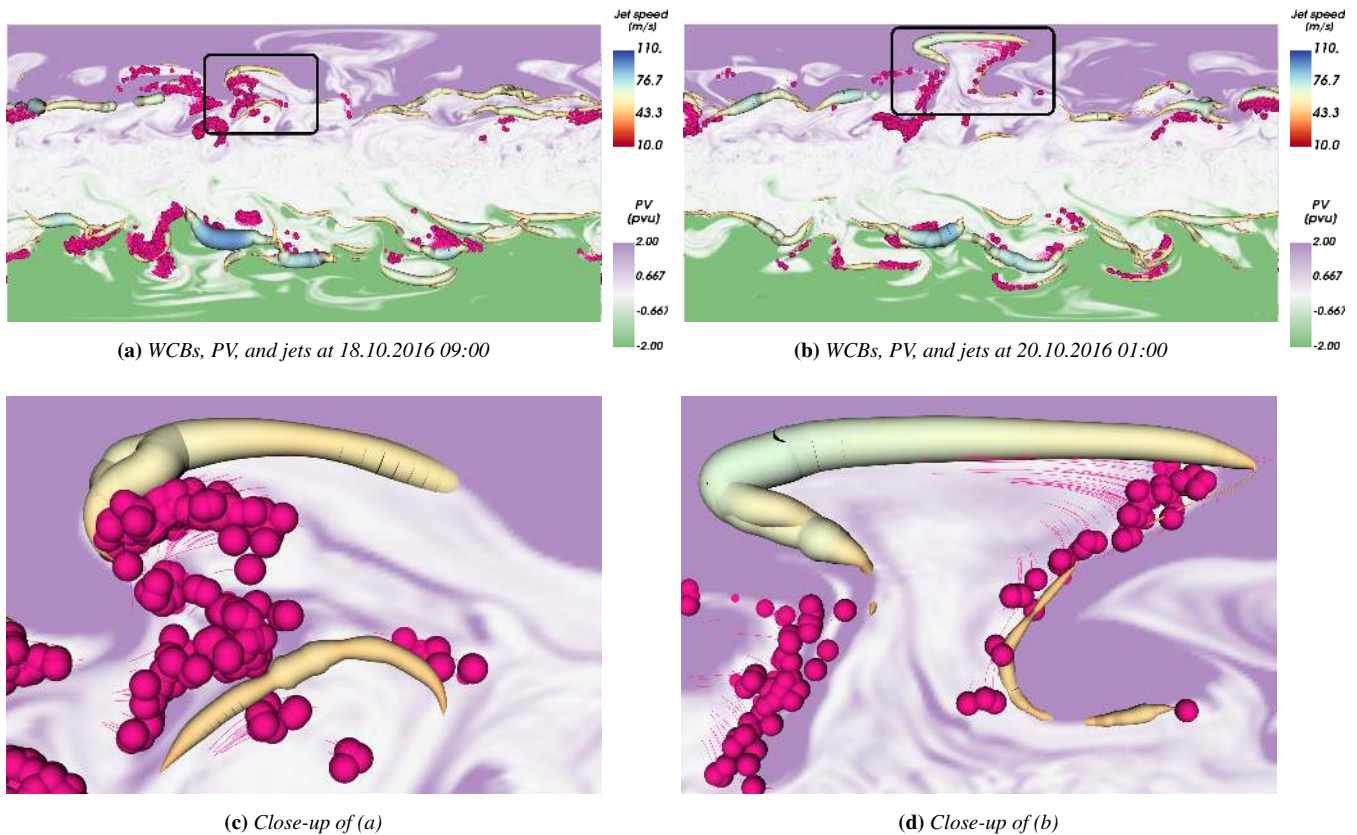 Jet speed
(m/s)
110.
76.7
43.3
10.0
PV
(pvu)
2.00
0.667
-0.667
-2.00
(a) WCBs, PV, and jets at 18.10.2016 09:00
Jet speed
(m/s)
110.
76.7
43.3
10.0
PV
(pvu)
2.00
0.667
-0.667
-2.00
(b) WCBs, PV, and jets at 20.10.2016 01:00
(c) Close-up of (a)
(d) Close-up of (b)